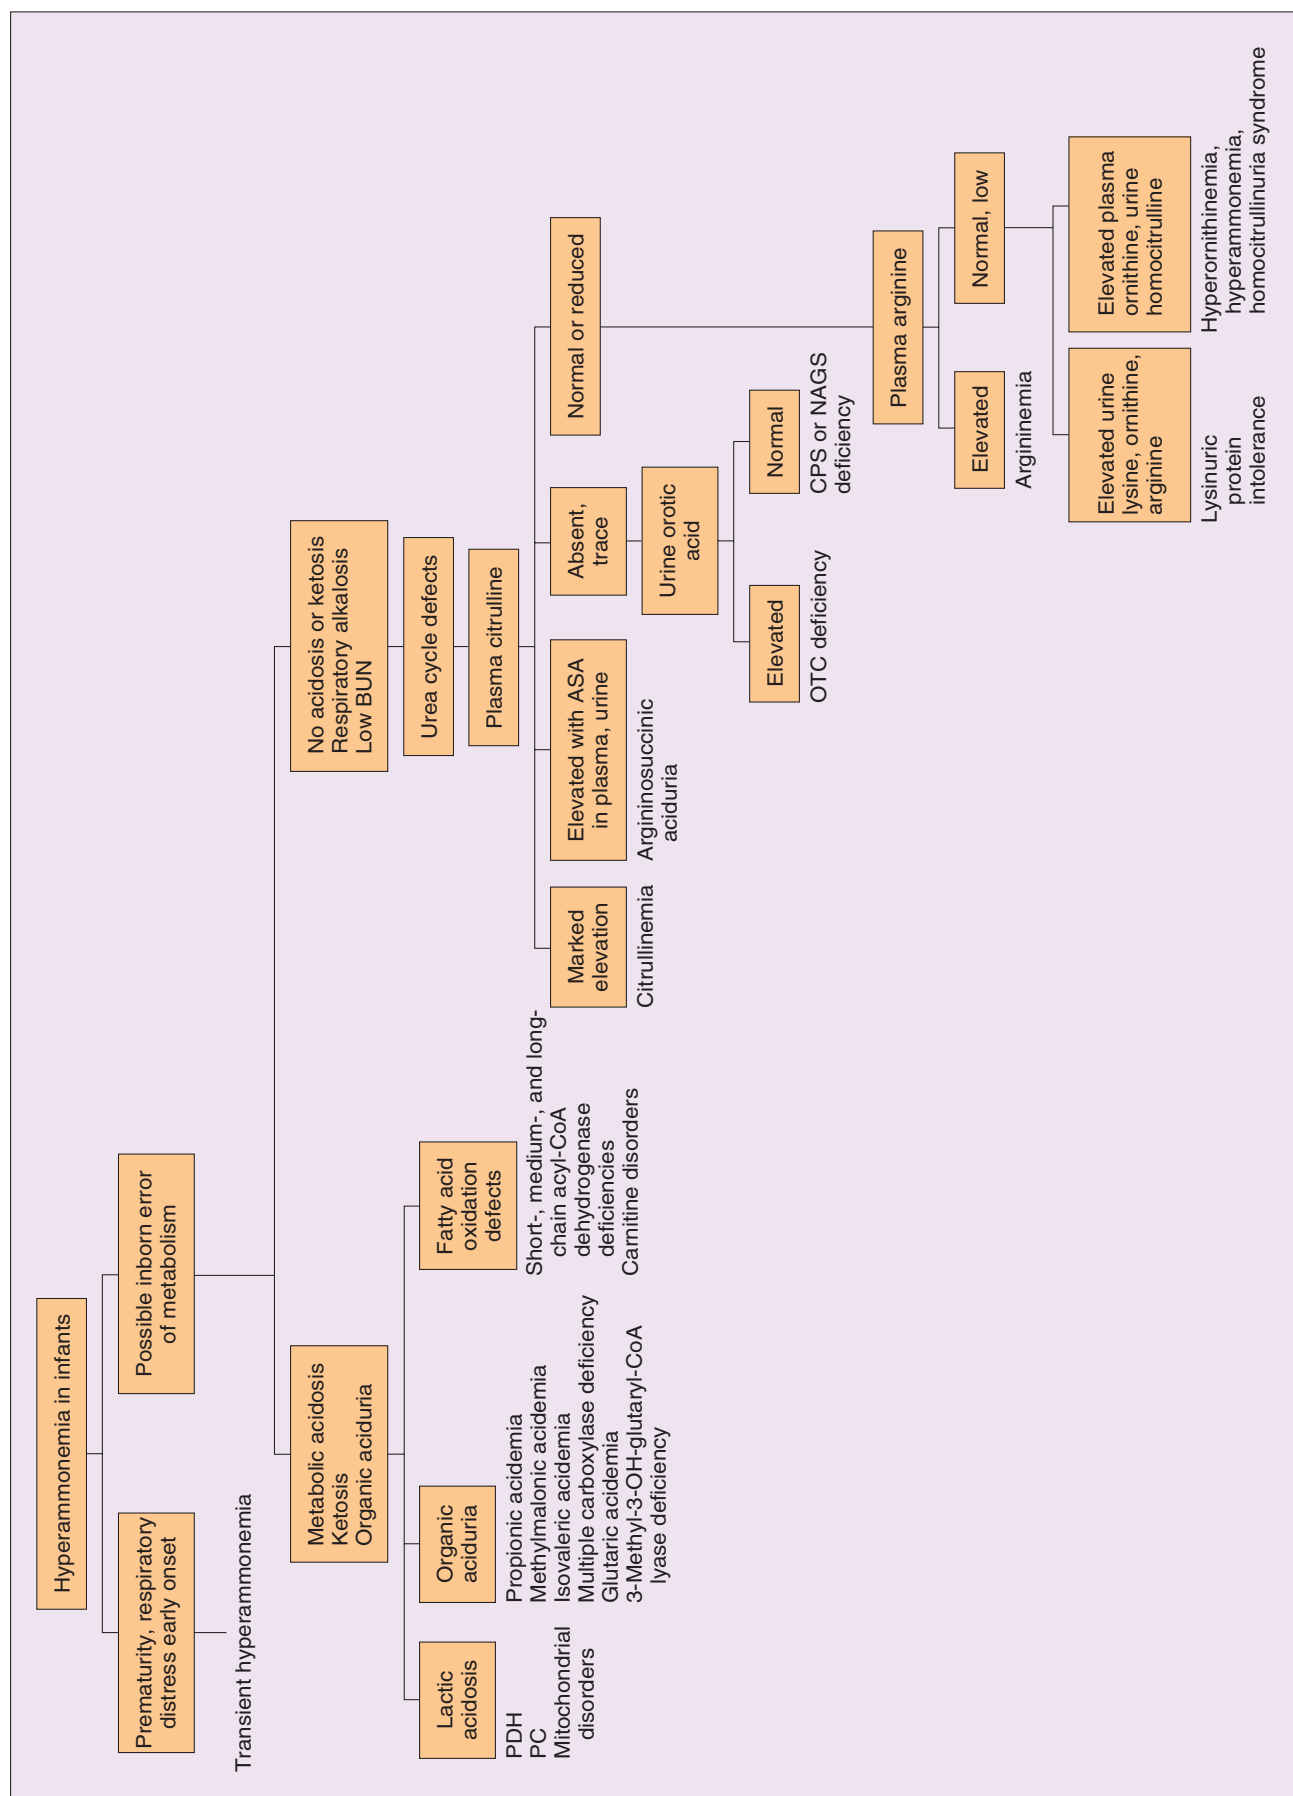 Hyperammonemia in infants
Prematurity, respiratory
distress early onset
Transient hyperammonemia
Possible inborn error
of metabolism
Metabolic acidosis
Ketosis
Organic aciduria
Lactic
acidosis
PDH
PC
Mitochondrial
disorders
Organic
aciduria
Propionic acidemia
Methylmalonic acidemia
Isovaleric acidemia
Multiple carboxylase deficiency
Glutaric acidemia
3-Methyl-3-OH-glutaryl-CoA
lyase deficiency
Fatty acid
oxidation
defects
Short-, medium-, and long-
chain acyl-CoA
dehydrogenase
deficiencies
Carnitine disorders
No acidosis or ketosis
Respiratory alkalosis
Low BUN
Urea cycle defects
Plasma citrulline
Marked
elevation
Citrullinemia
Elevated with ASA
in plasma, urine
Argininosuccinic
aciduria
Absent,
trace
Urine orotic
acid
Elevated
OTC deficiency
Normal
CPS or NAGS
deficiency
Normal or reduced
Plasma arginine
Elevated
Argininemia
Normal, low
Elevated urine
lysine, ornithine,
arginine
Lysinuric
protein
intolerance
Elevated plasma
ornithine, urine
homocitrulline
Hyperornithinemia,
hyperammonemia,
homocitrullinuria syndrome